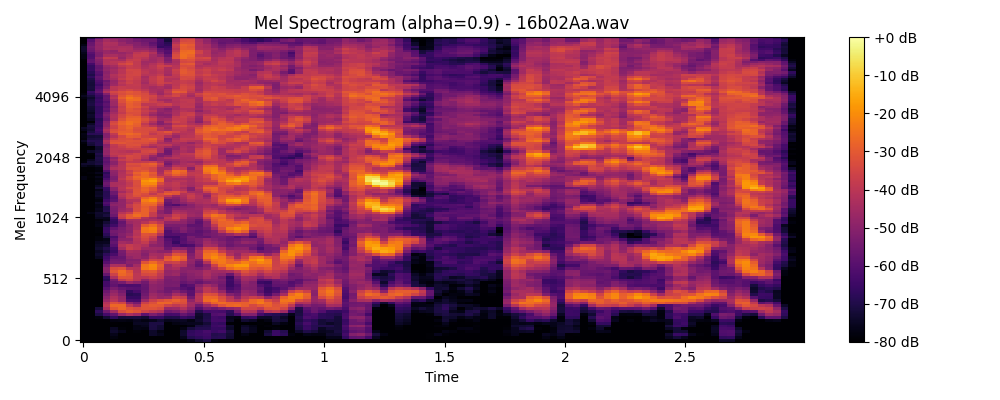 Mel Spectrogram (alpha=0.9) - 16b02Aa.wav
Mel Frequency
4096
2048
1024
512
0
0 0.5 1 1.5 2 2.5
Time
+0 dB
-10 dB
-20 dB
-30 dB
-40 dB
-50 dB
-60 dB
-70 dB
-80 dB